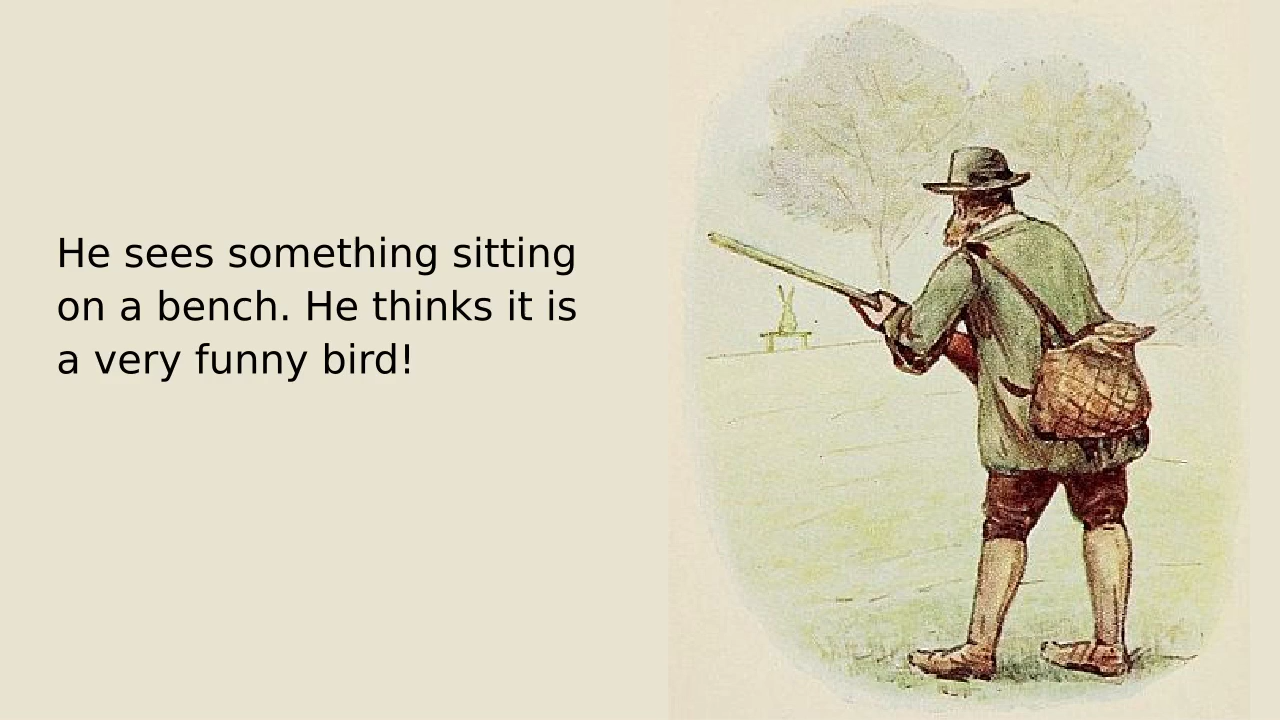 He sees something sitting
on a bench. He thinks it is
a very funny bird!